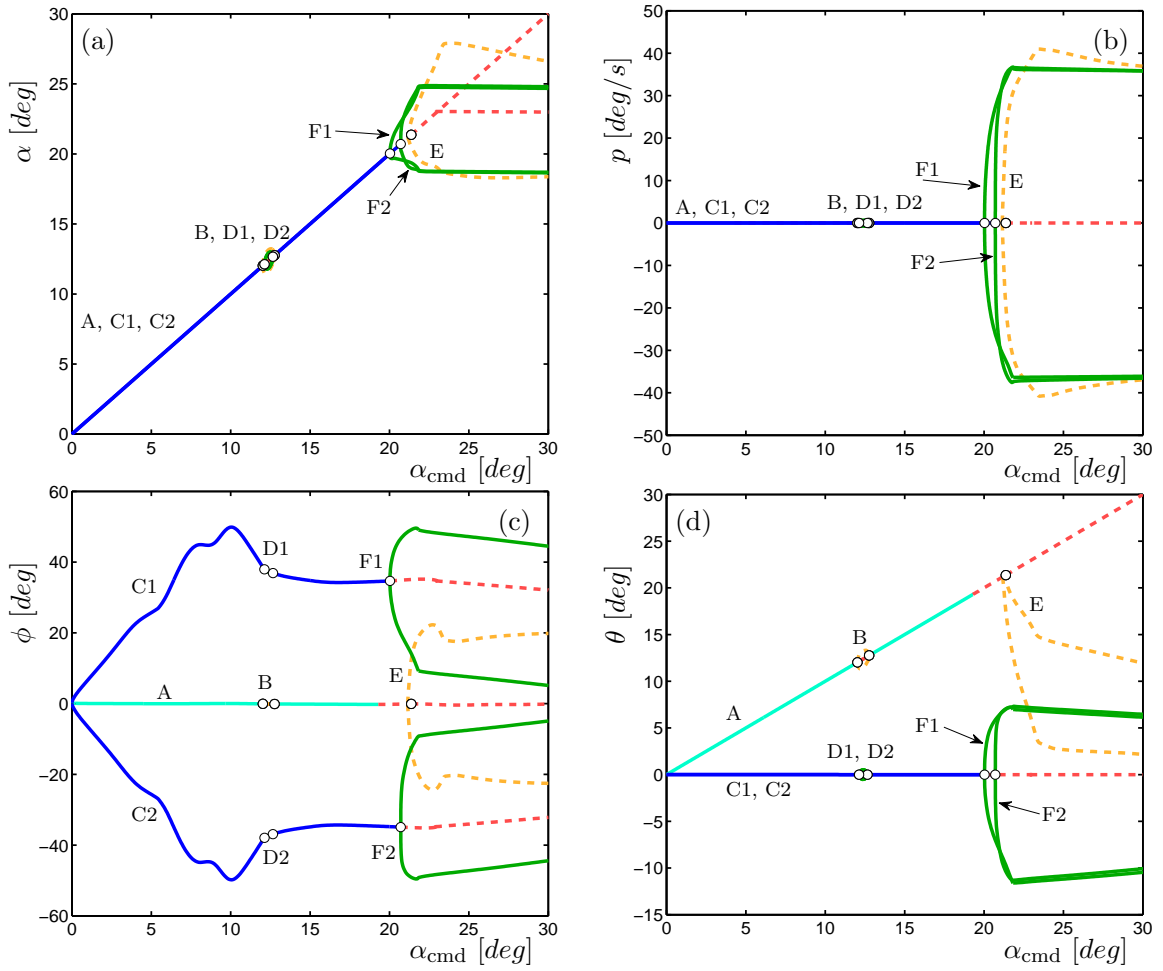 (a)
30
25
20
15
10
5
0
α [deg]
F1
E
F2
B, D1, D2
A, C1, C2
0 5 10 15 20 25 30
α_cmd [deg]
(b)
50
40
30
20
10
0
−10
−20
−30
−40
−50
p [deg/s]
F1
E
A, C1, C2
B, D1, D2
F2
0 5 10 15 20 25 30
α_cmd [deg]
(c)
60
40
20
0
−20
−40
−60
ϕ [deg]
D1
F1
C1
E
A
B
C2
D2
F2
0 5 10 15 20 25 30
α_cmd [deg]
(d)
30
25
20
15
10
5
0
−5
−10
−15
θ [deg]
E
B
A
F1
D1, D2
C1, C2
F2
0 5 10 15 20 25 30
α_cmd [deg]